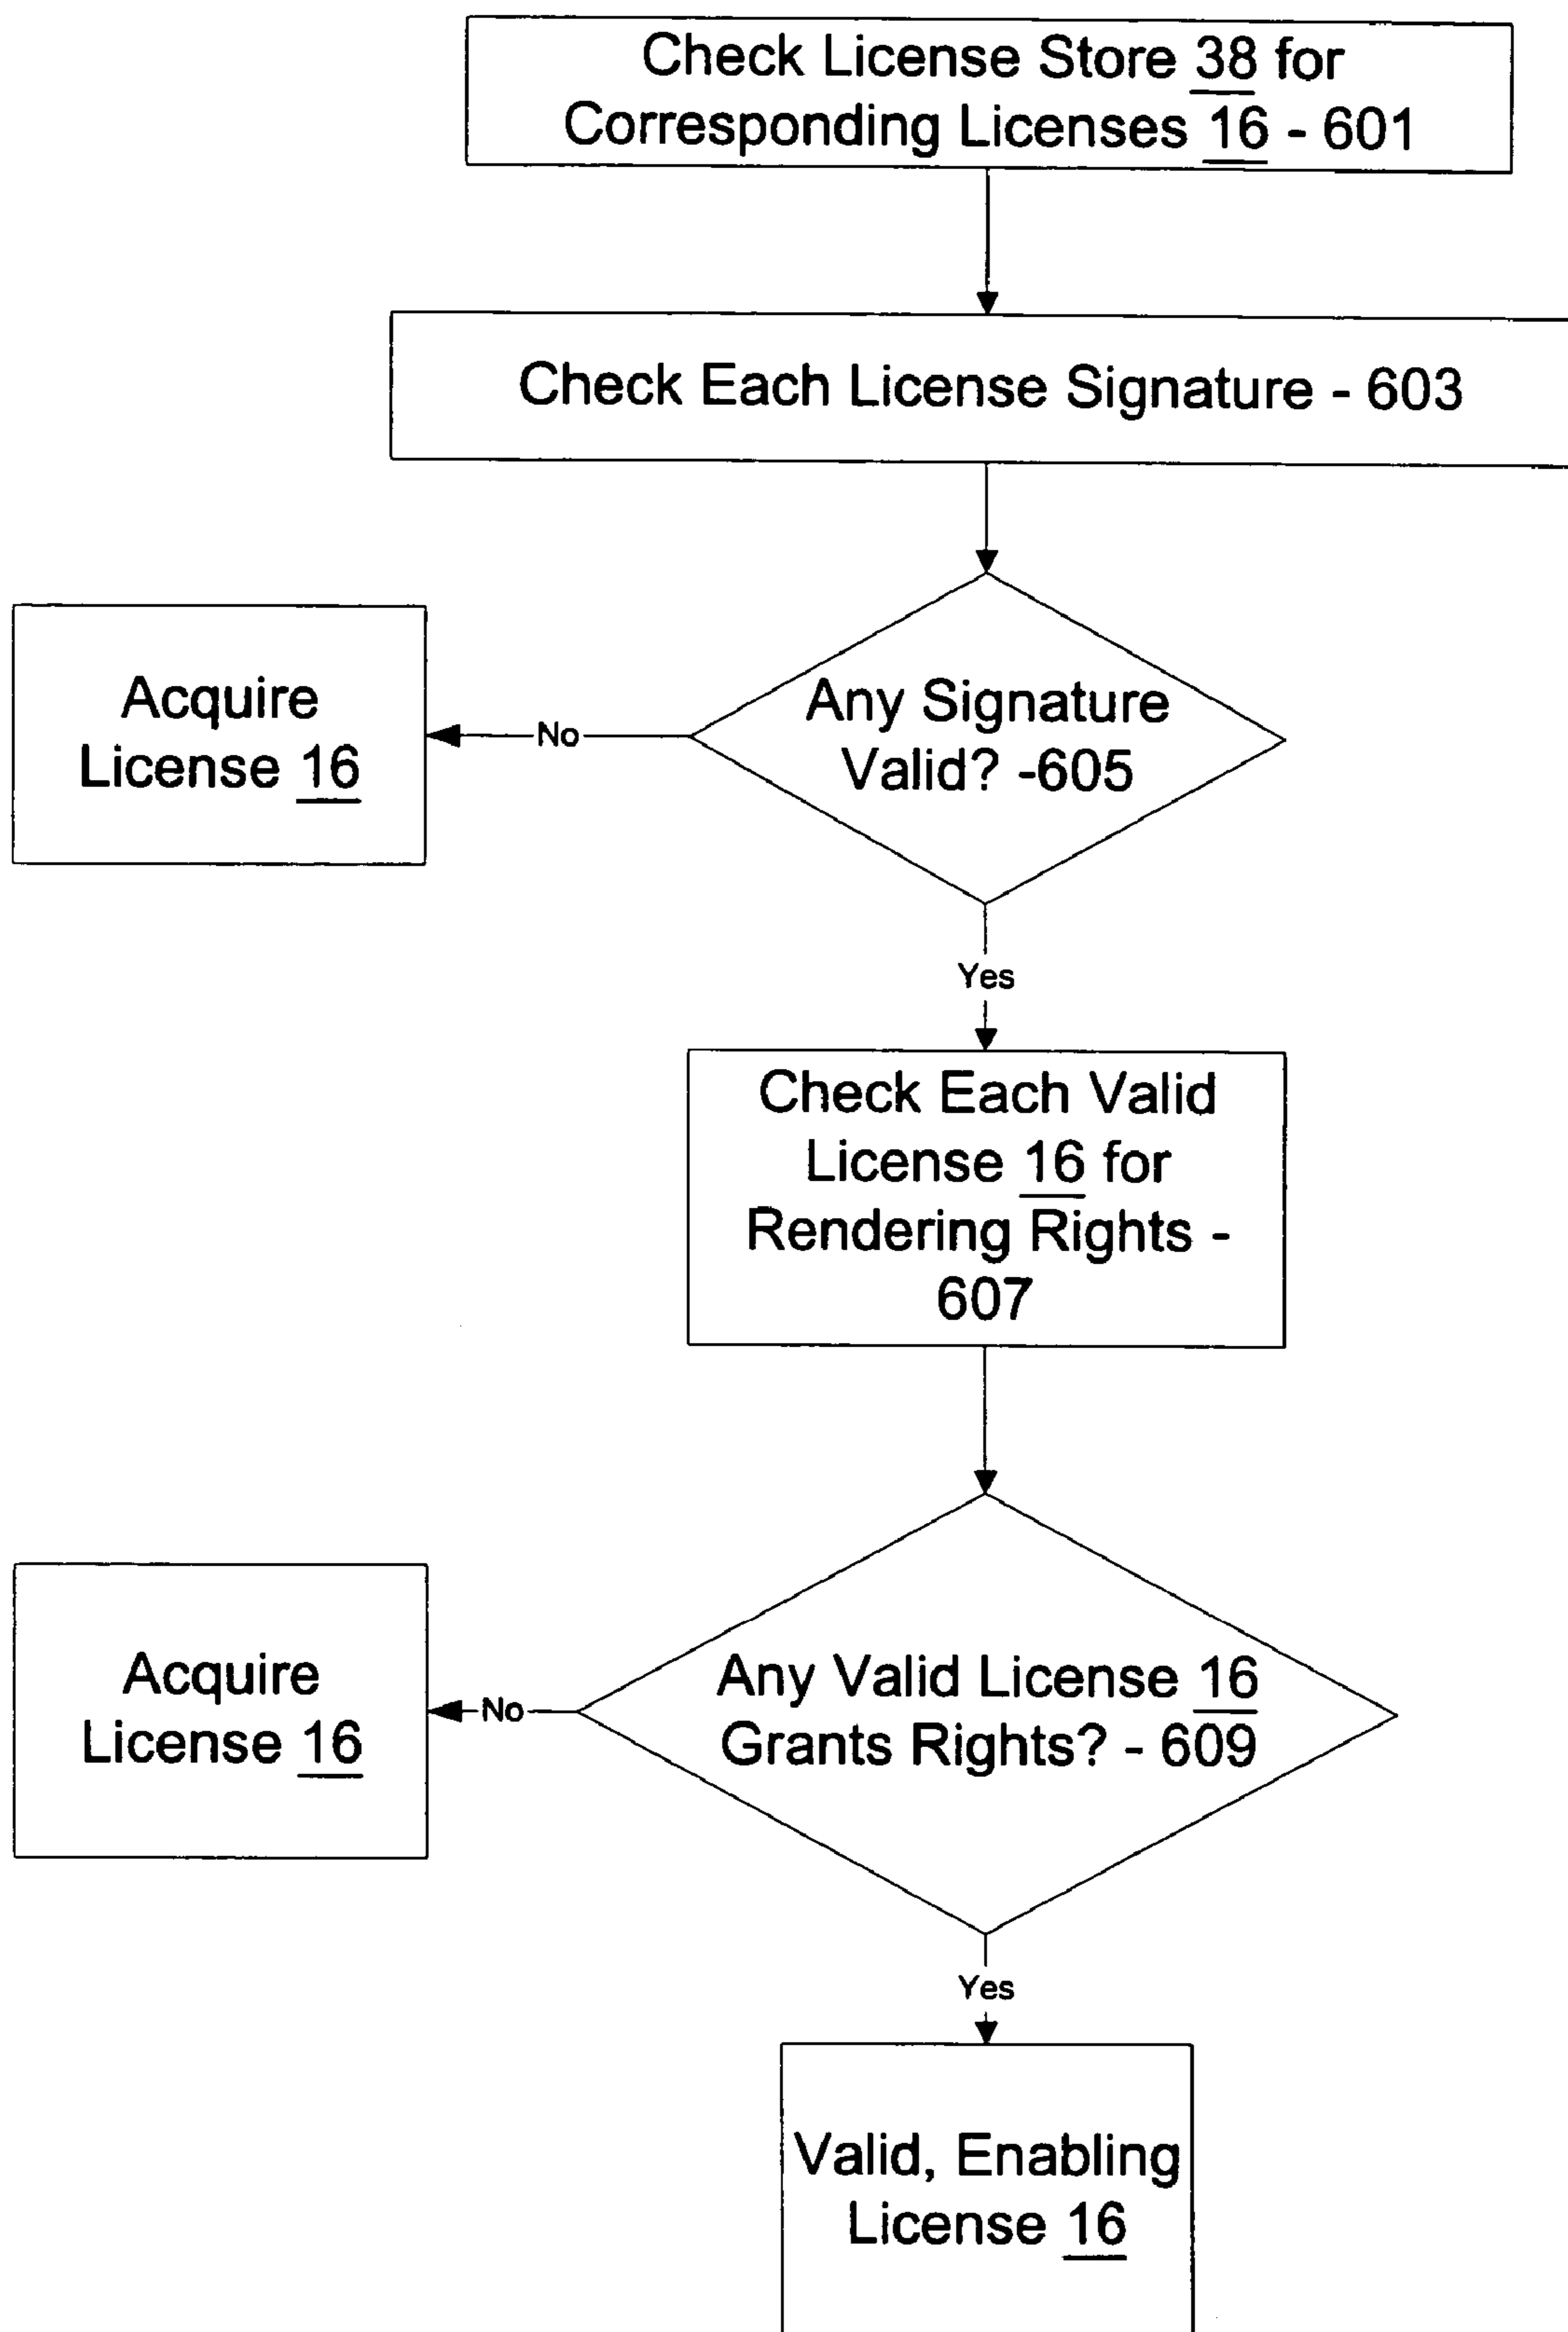 Check License Store 38 for
Corresponding Licenses 16 - 601
Check Each License Signature - 603
Any Signature
Valid? -605
No
Acquire
License 16
Yes
Check Each Valid
License 16 for
Rendering Rights -
607
Any Valid License 16
Grants Rights? - 609
No
Acquire
License 16
Yes
Valid, Enabling
License 16